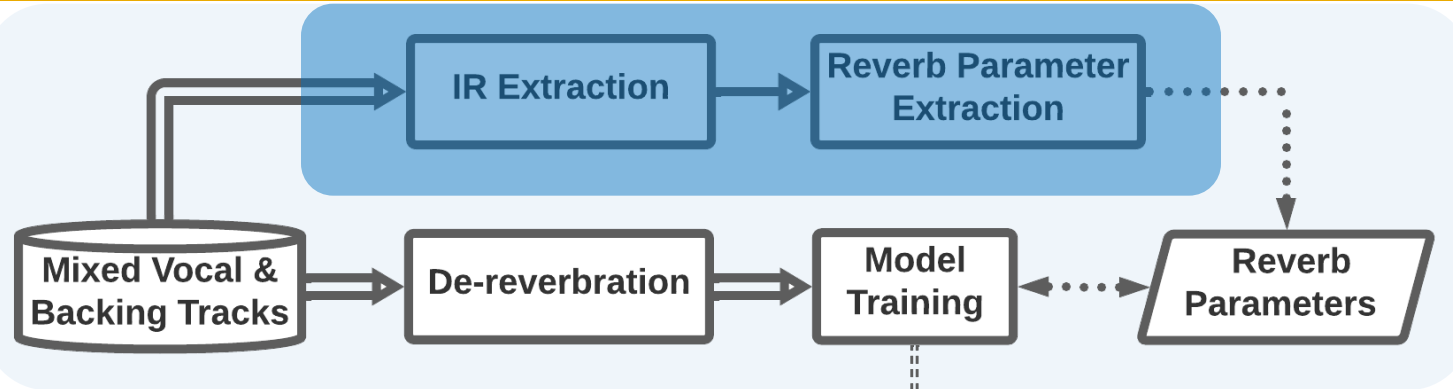 IR Extraction
Reverb Parameter
Extraction
Mixed Vocal &
Backing Tracks
De-reverbration
Model
Training
Reverb
Parameters